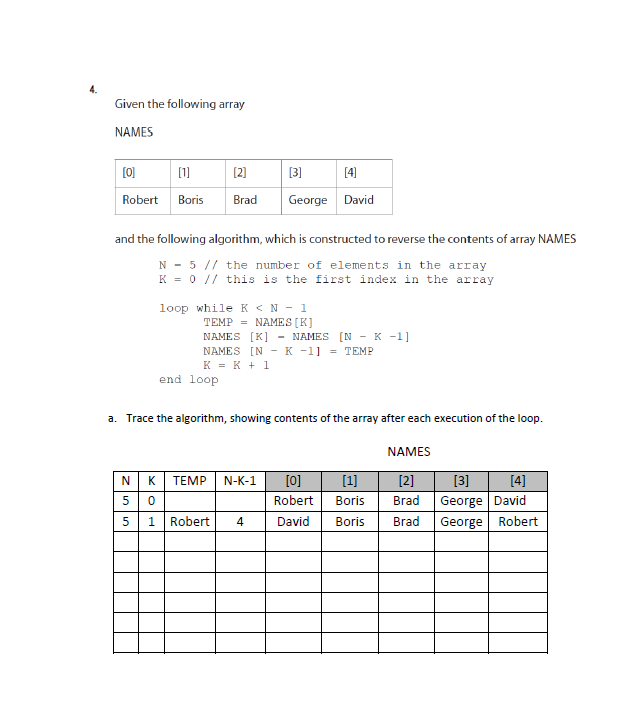 4.
Given the following array
NAMES
[0] [1] [2] [3] [4]
Robert Boris Brad George David
and the following algorithm, which is constructed to reverse the contents of array NAMES
N = 5 // the number of elements in the array
K = 0 // this is the first index in the array
loop while K < N - 1
TEMP = NAMES[K]
NAMES [K] = NAMES [N - K -1]
NAMES [N - K -1] = TEMP
K = K + 1
end loop
a. Trace the algorithm, showing contents of the array after each execution of the loop.
NAMES
N K TEMP N-K-1 [0] [1] [2] [3] [4]
5 0 Robert Boris Brad George David
5 1 Robert 4 David Boris Brad George Robert